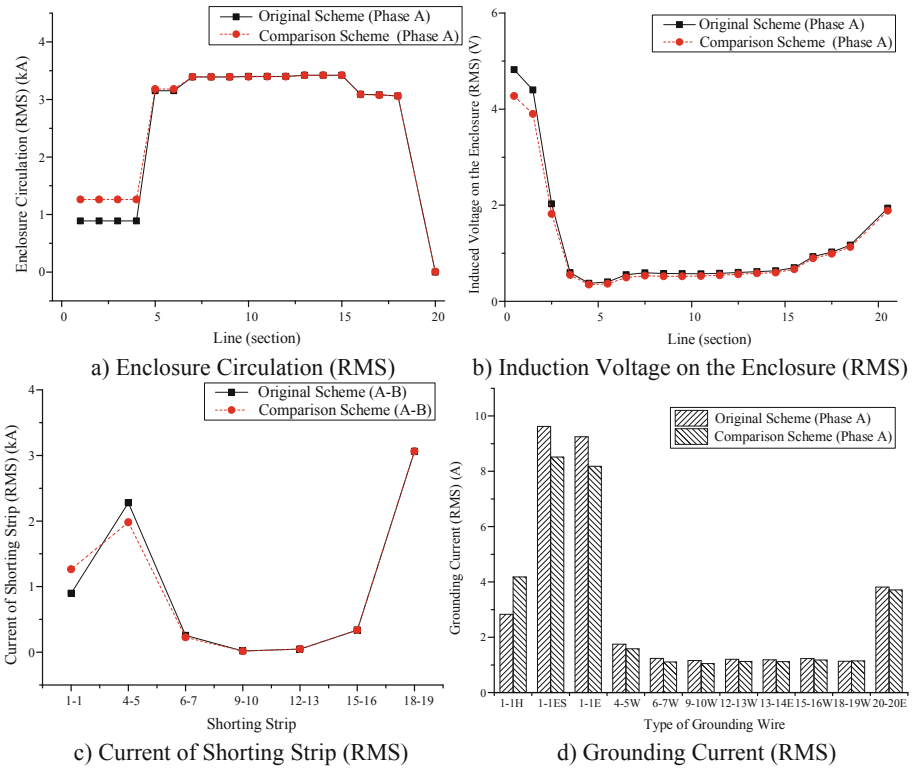 Original Scheme (Phase A)
Comparison Scheme (Phase A)
Enclosure Circulation (RMS) (kA)
4
3
2
1
0
0 5 10 15 20
Line (section)
a) Enclosure Circulation (RMS)
Original Scheme (Phase A)
Comparison Scheme (Phase A)
Induced Voltage on the Enclosure (RMS) (V)
6
4
2
0
0 5 10 15 20
Line (section)
b) Induction Voltage on the Enclosure (RMS)
Original Scheme (A-B)
Comparison Scheme (A-B)
Current of Shorting Strip (RMS) (kA)
4
3
2
1
0
1-1 4-5 6-7 9-10 12-13 15-16 18-19
Shorting Strip
c) Current of Shorting Strip (RMS)
Original Scheme (Phase A)
Comparison Scheme (Phase A)
Grounding Current (RMS) (A)
10
8
6
4
2
0
1-1H 1-1ES 1-1E 4-5W 6-7W 9-10W 12-13W 13-14E 15-16W 18-19W 20-20E
Type of Grounding Wire
d) Grounding Current (RMS)